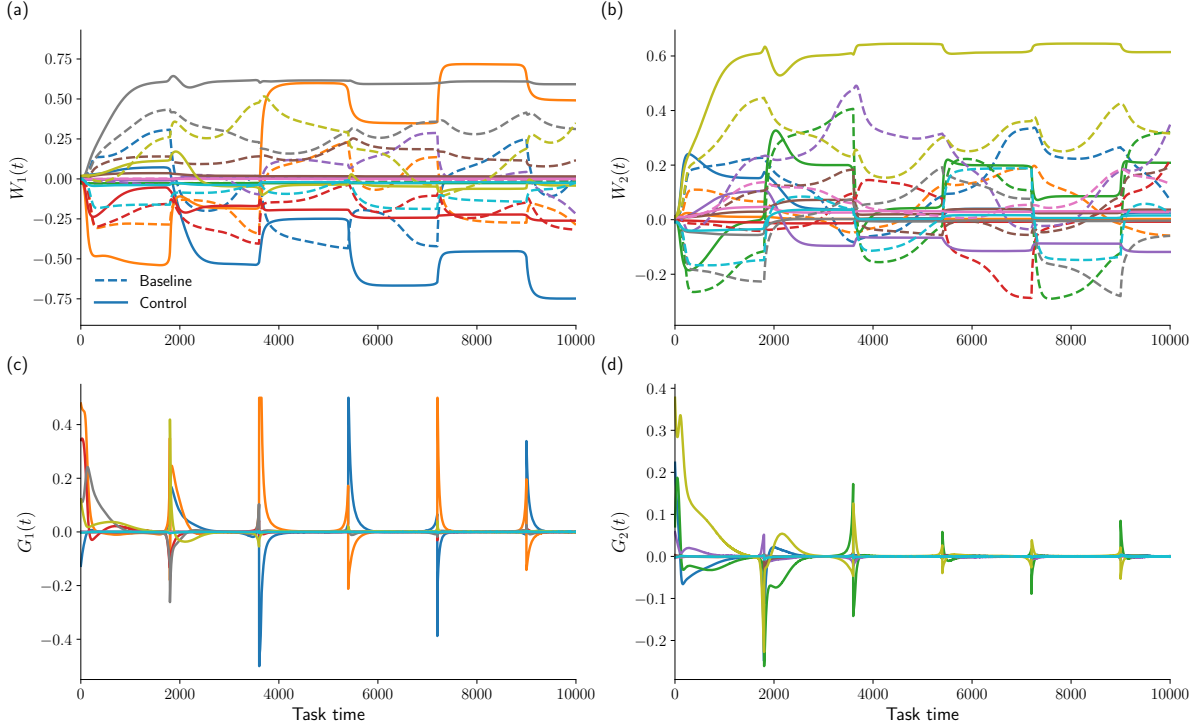 (a)
0.75
0.50
0.25
0.00
−0.25
−0.50
−0.75
W₁(t)
Baseline
Control
0 2000 4000 6000 8000 10000
(b)
0.6
0.4
0.2
0.0
−0.2
W₂(t)
0 2000 4000 6000 8000 10000
(c)
0.4
0.2
0.0
−0.2
−0.4
G₁(t)
0 2000 4000 6000 8000 10000
Task time
(d)
0.4
0.3
0.2
0.1
0.0
−0.1
−0.2
G₂(t)
0 2000 4000 6000 8000 10000
Task time